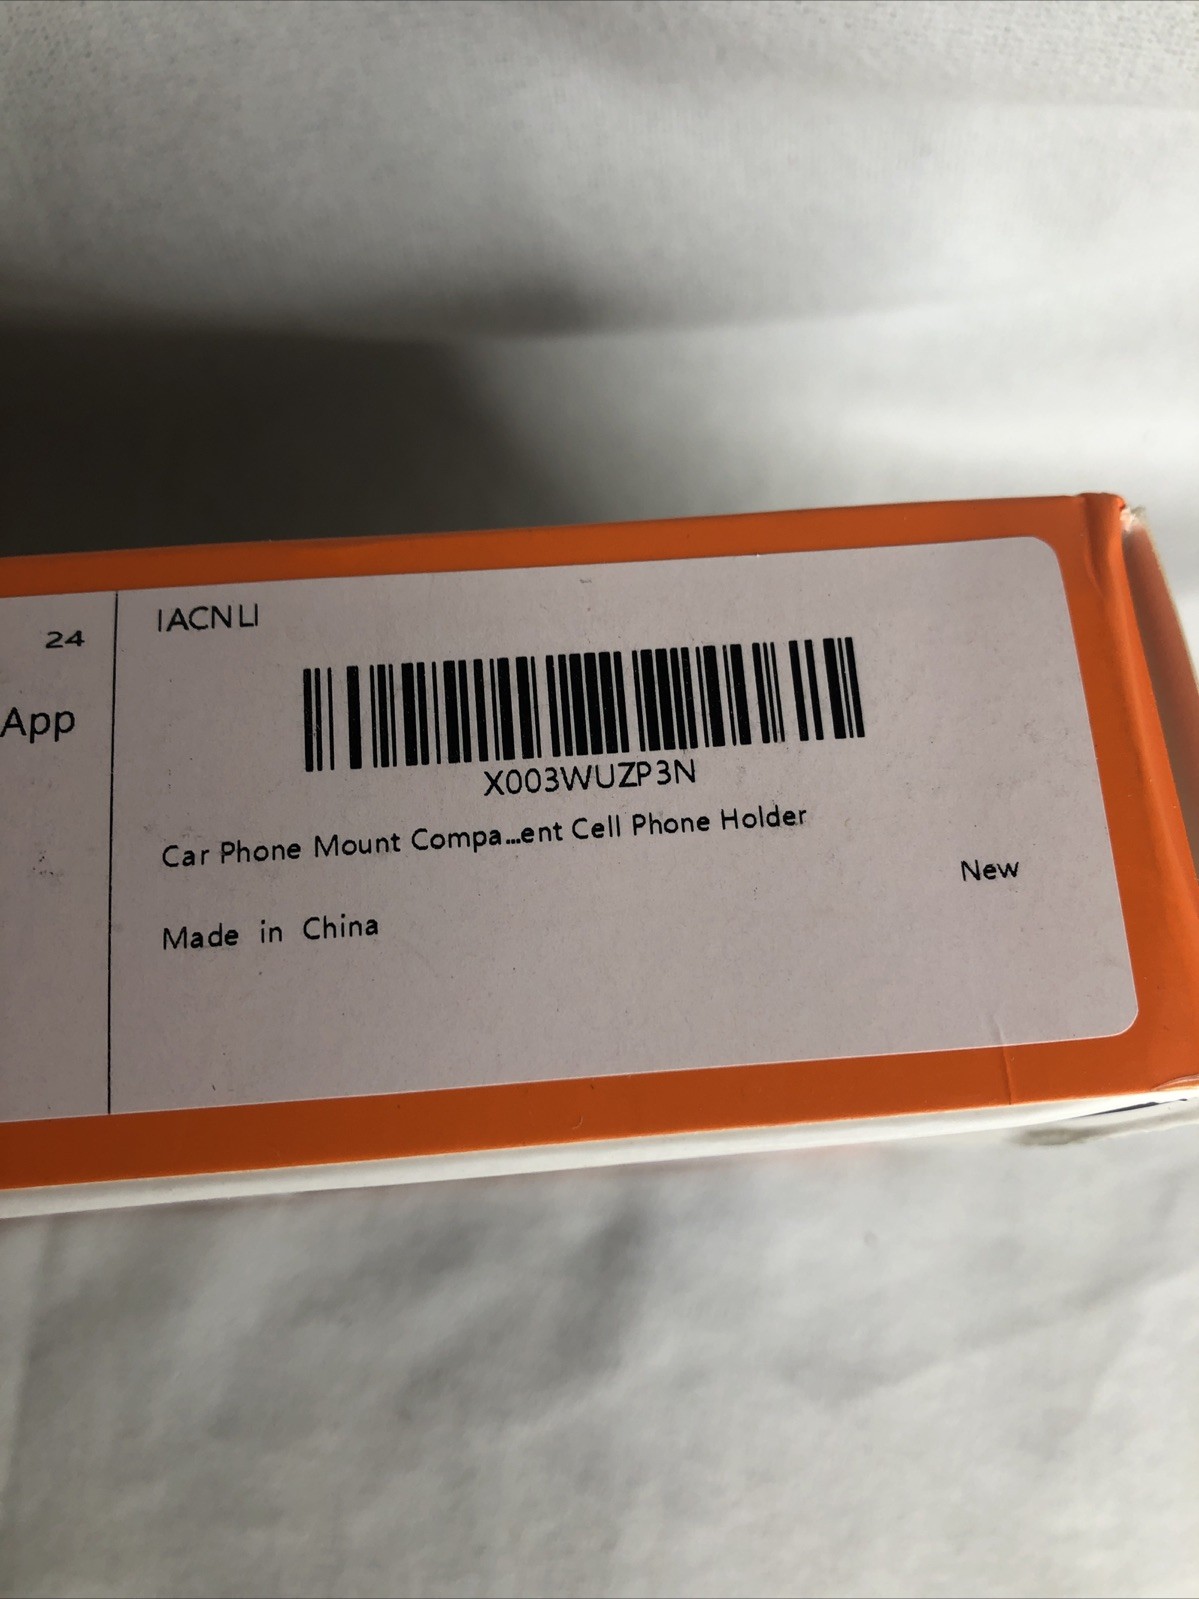 24
App
IACNLI
X003WUZP3N
Car Phone Mount Compa...ent Cell Phone Holder
New
Made in China